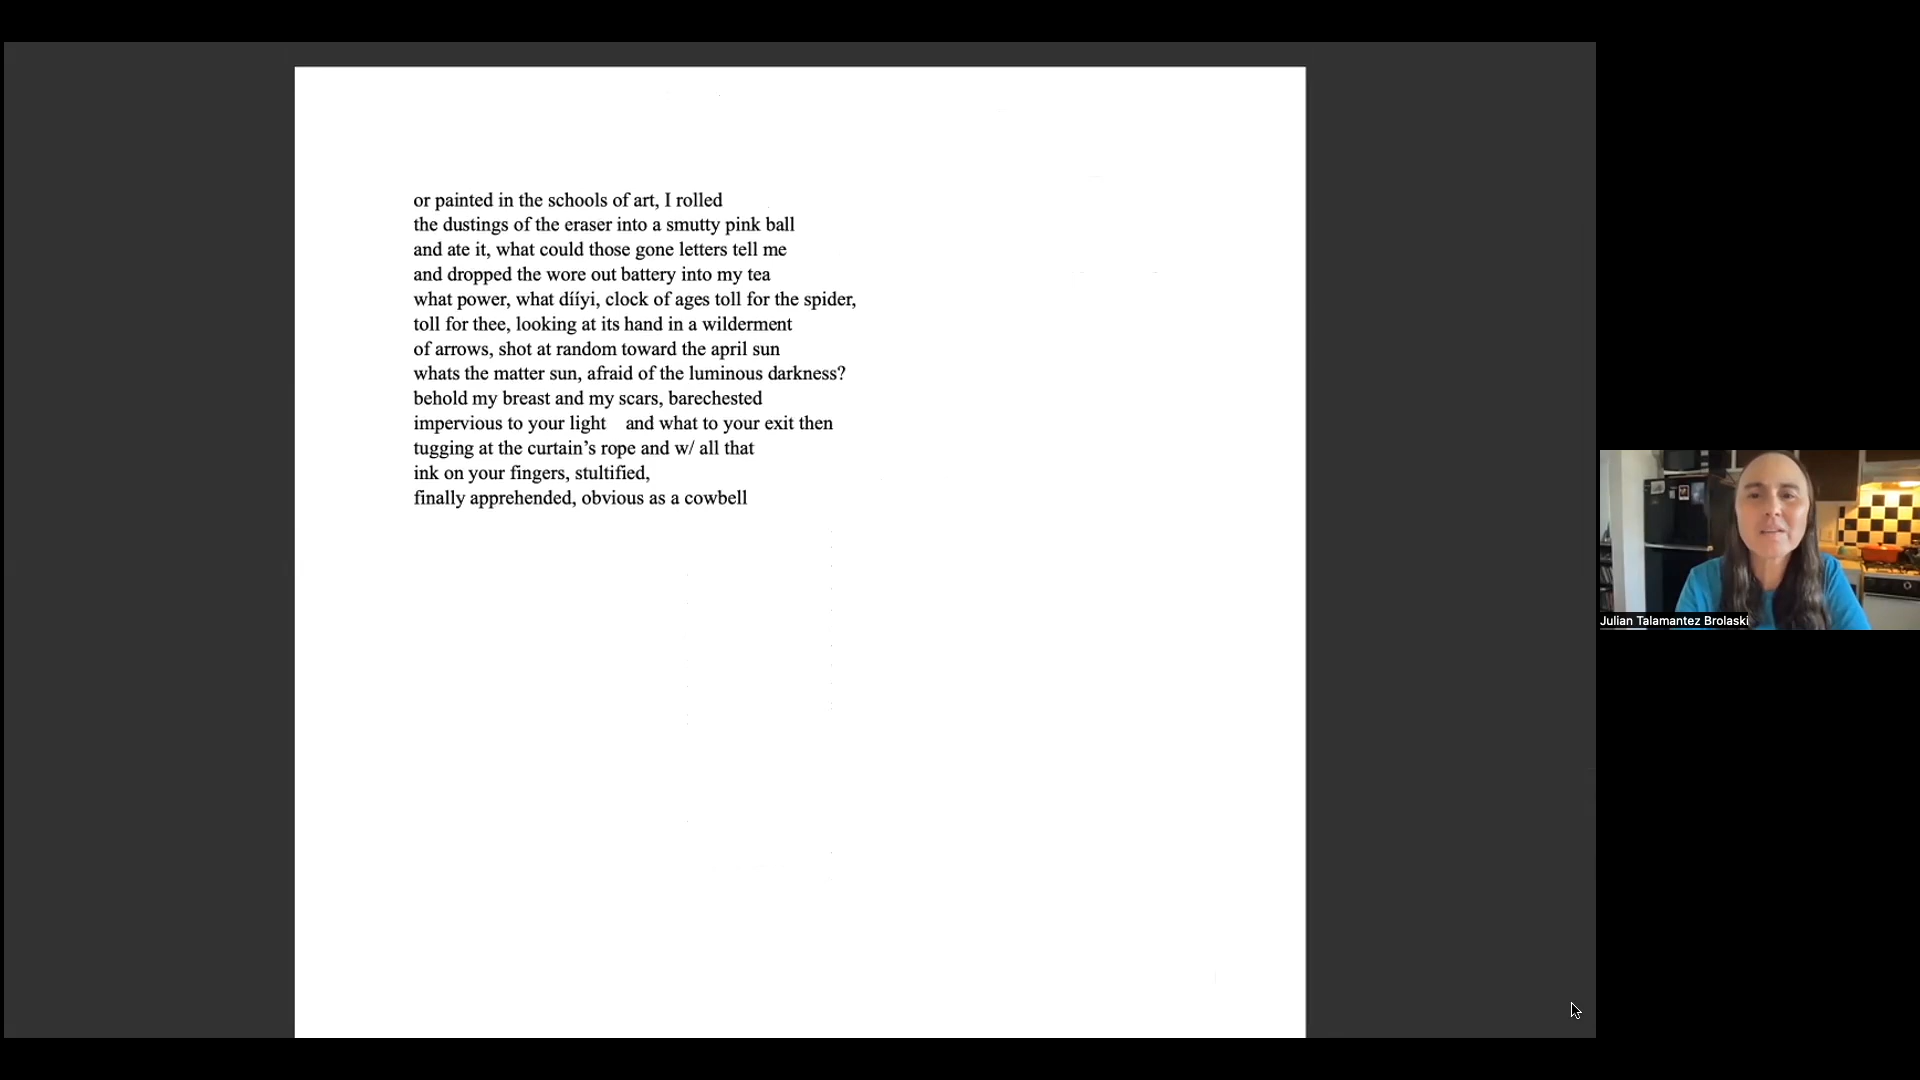 or painted in the schools of art, I rolled
the dustings of the eraser into a smutty pink ball
and ate it, what could those gone letters tell me
and dropped the wore out battery into my tea
what power, what dííyi, clock of ages toll for the spider,
toll for thee, looking at its hand in a wilderment
of arrows, shot at random toward the april sun
whats the matter sun, afraid of the luminous darkness?
behold my breast and my scars, barechested
impervious to your light    and what to your exit then
tugging at the curtain’s rope and w/ all that
ink on your fingers, stultified,
finally apprehended, obvious as a cowbell
Julian Talamantez Brolaski